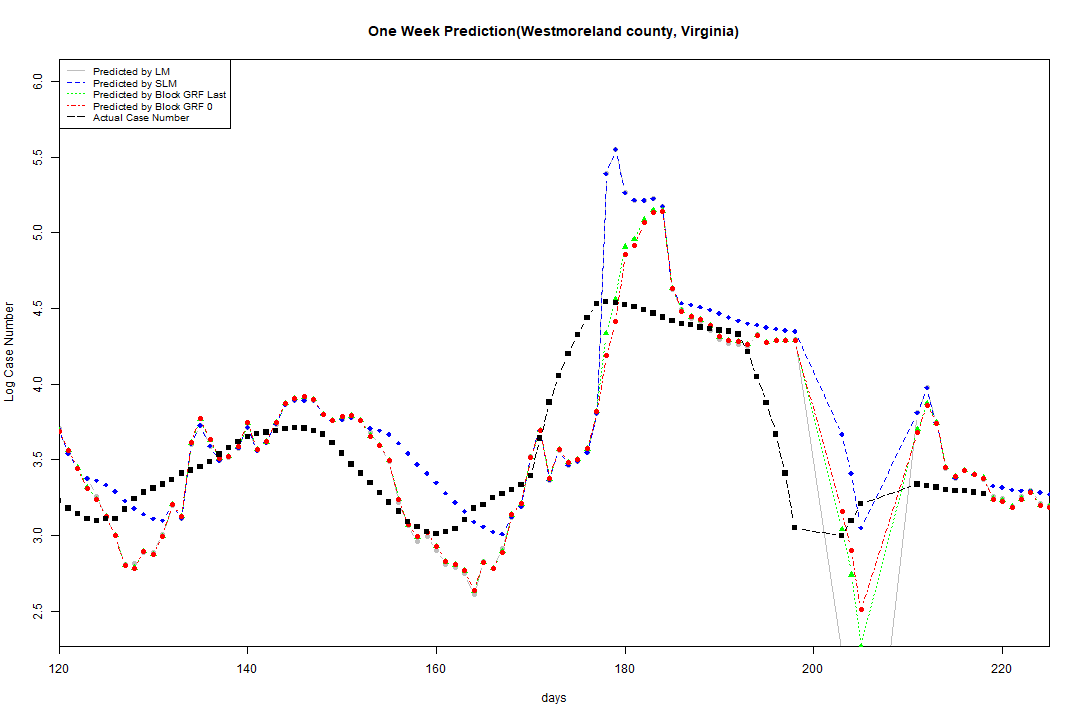 One Week Prediction(Westmoreland county, Virginia)
Predicted by LM
Predicted by SLM
Predicted by Block GRF Last
Predicted by Block GRF 0
Actual Case Number
6.0
5.5
5.0
4.5
4.0
3.5
3.0
2.5
Log Case Number
120 140 160 180 200 220
days